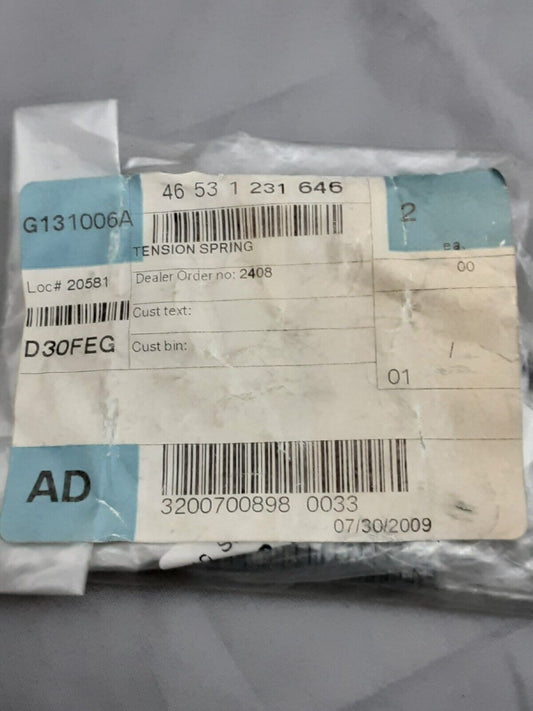 46 53 1 231 646
G131006A
2
TENSION SPRING
ea.
Loc# 20581
Dealer Order no: 2408
00
Cust text:
D30FEG
Cust bin:
/
01
AD
3200700898 0033
07/30/2009